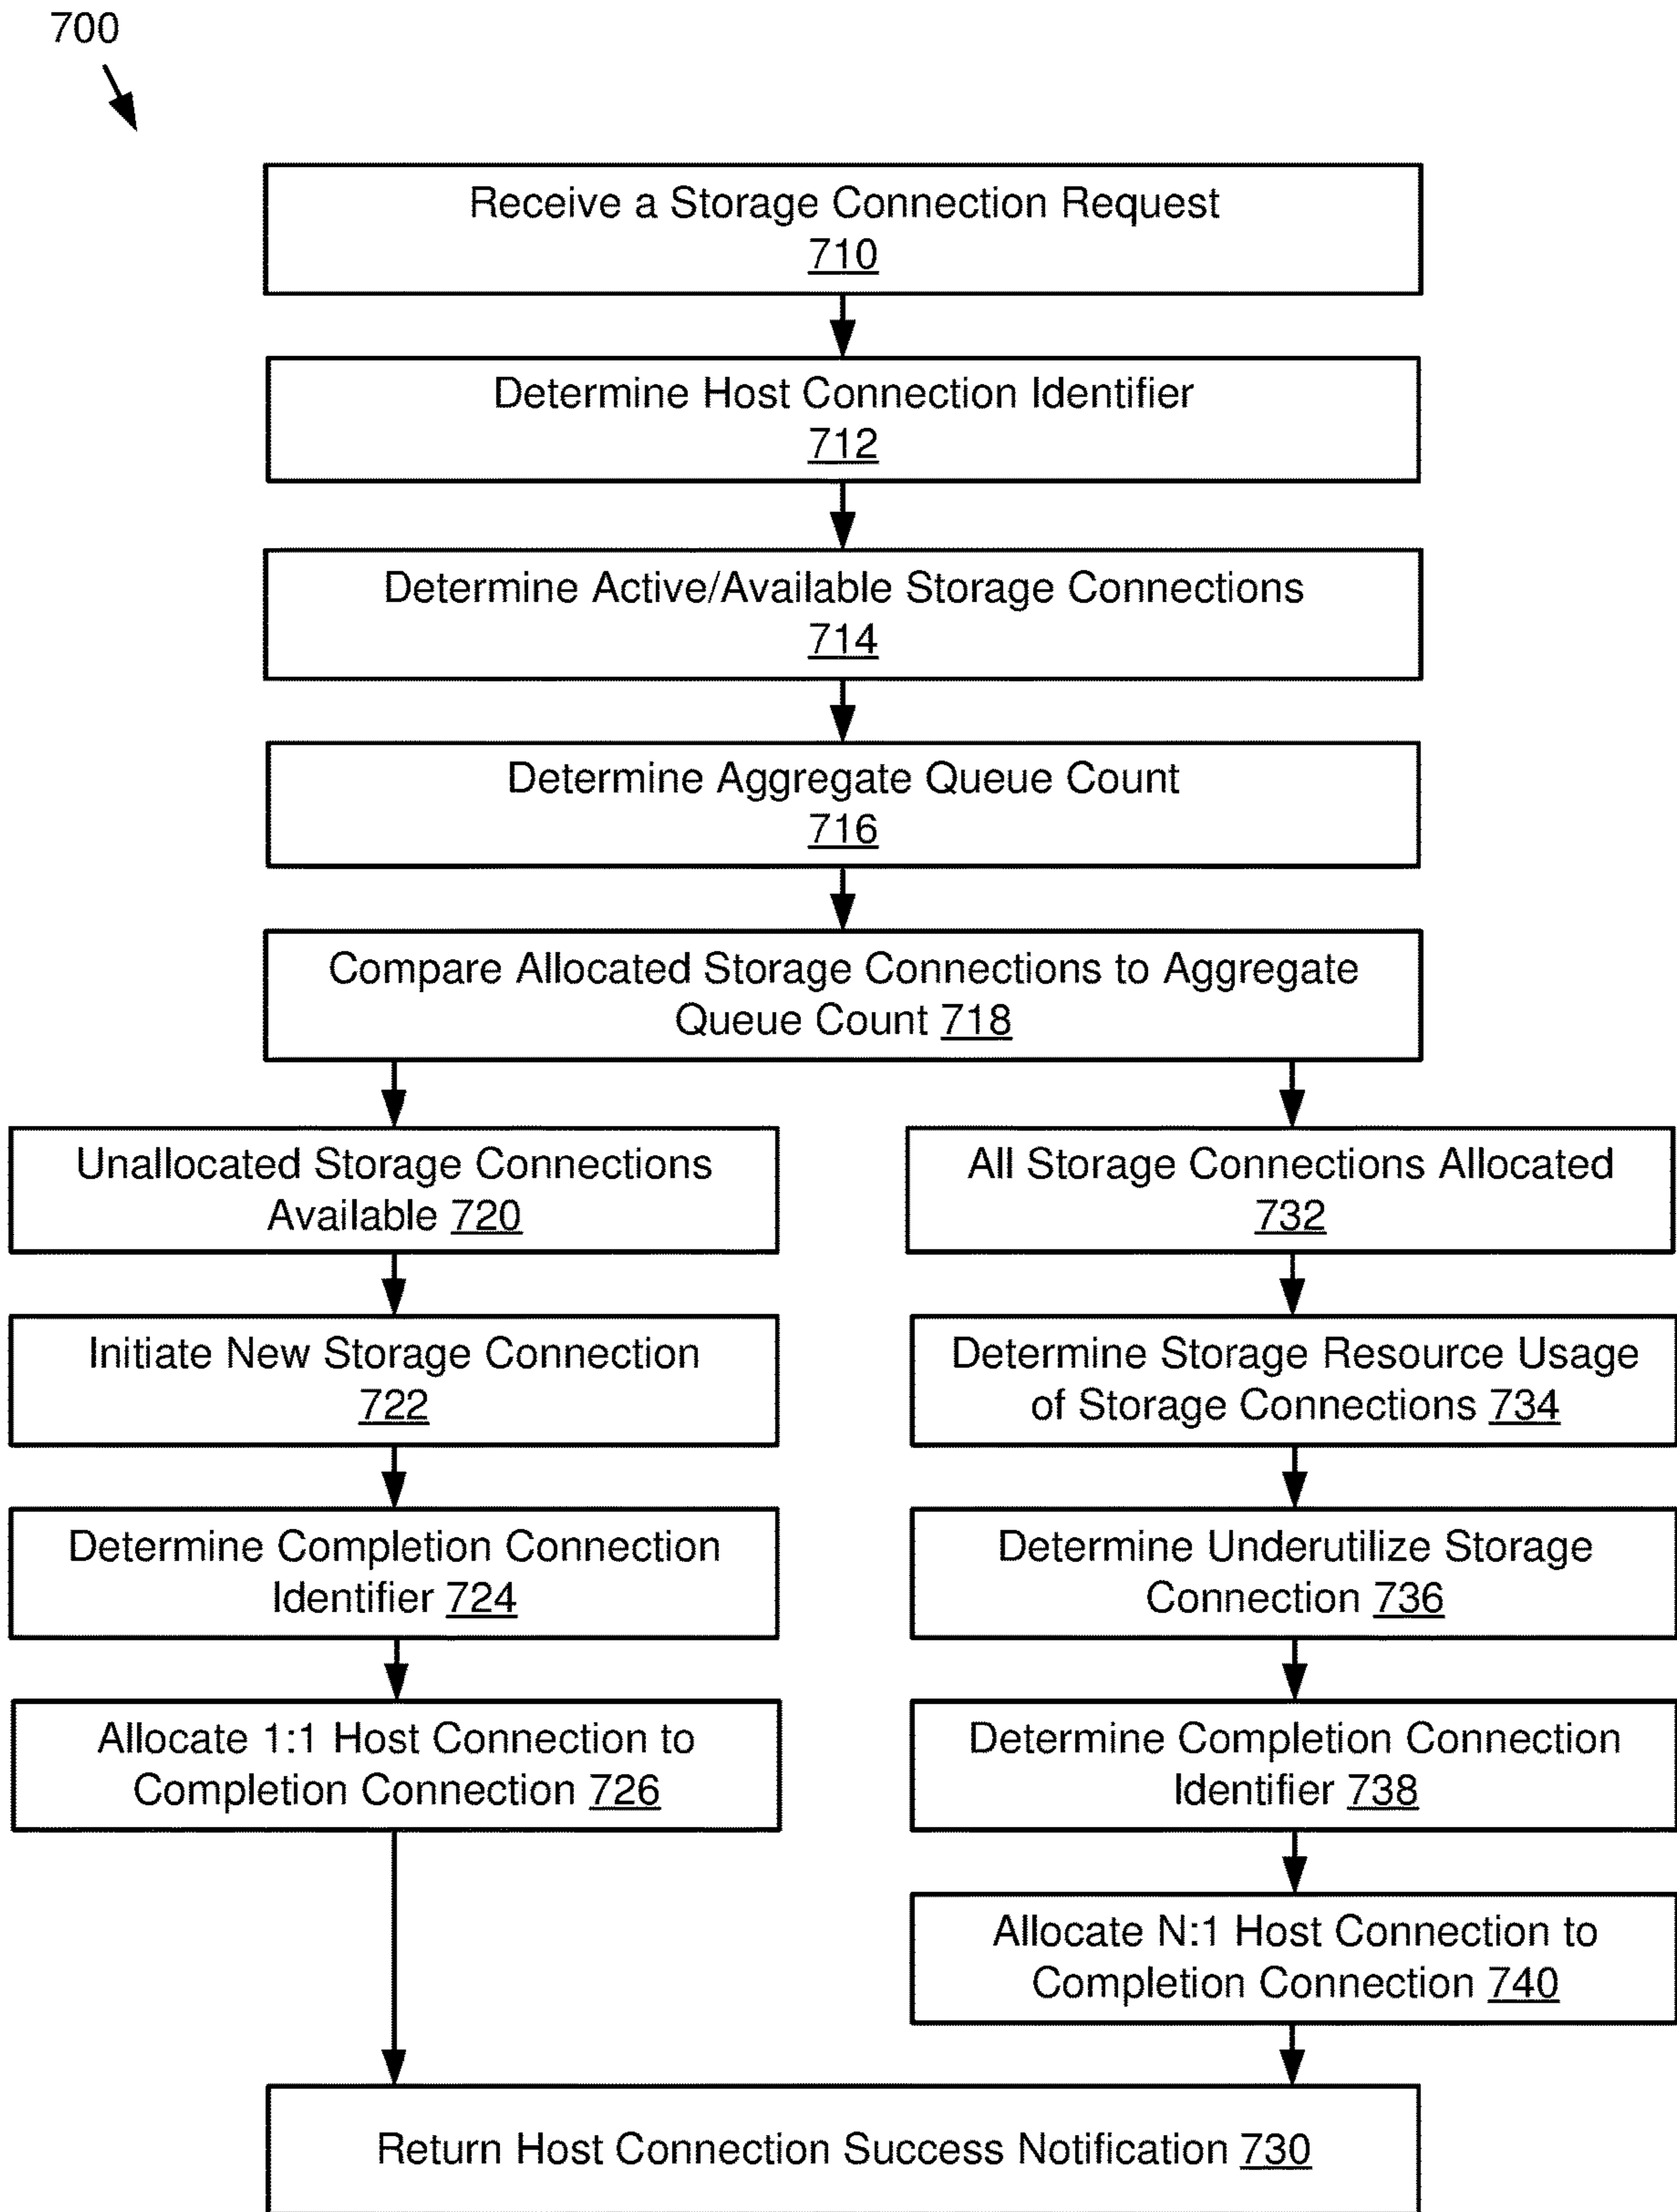 700
Receive a Storage Connection Request
710
Determine Host Connection Identifier
712
Determine Active/Available Storage Connections
714
Determine Aggregate Queue Count
716
Compare Allocated Storage Connections to Aggregate
Queue Count 718
Unallocated Storage Connections
Available 720
Initiate New Storage Connection
722
Determine Completion Connection
Identifier 724
Allocate 1:1 Host Connection to
Completion Connection 726
All Storage Connections Allocated
732
Determine Storage Resource Usage
of Storage Connections 734
Determine Underutilize Storage
Connection 736
Determine Completion Connection
Identifier 738
Allocate N:1 Host Connection to
Completion Connection 740
Return Host Connection Success Notification 730